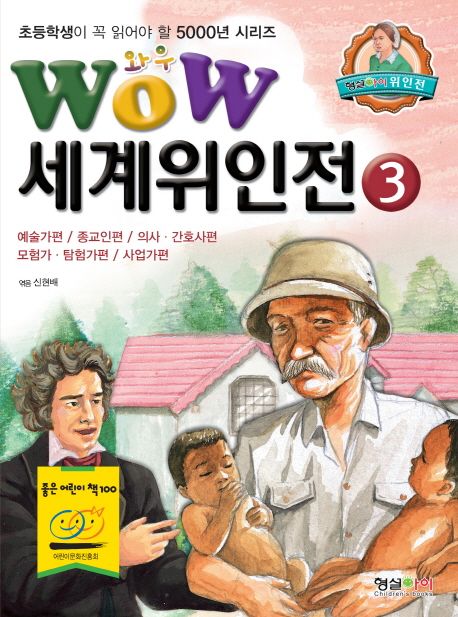 초등학생이 꼭 읽어야 할 5000년 시리즈
와우
WOW
형설아이 위인전
세계위인전 3
예술가편 / 종교인편 / 의사 · 간호사편
모험가 · 탐험가편 / 사업가편
엮음 신현배
좋은 어린이 책 100
어린이문화진흥회
형설아이
Children's books